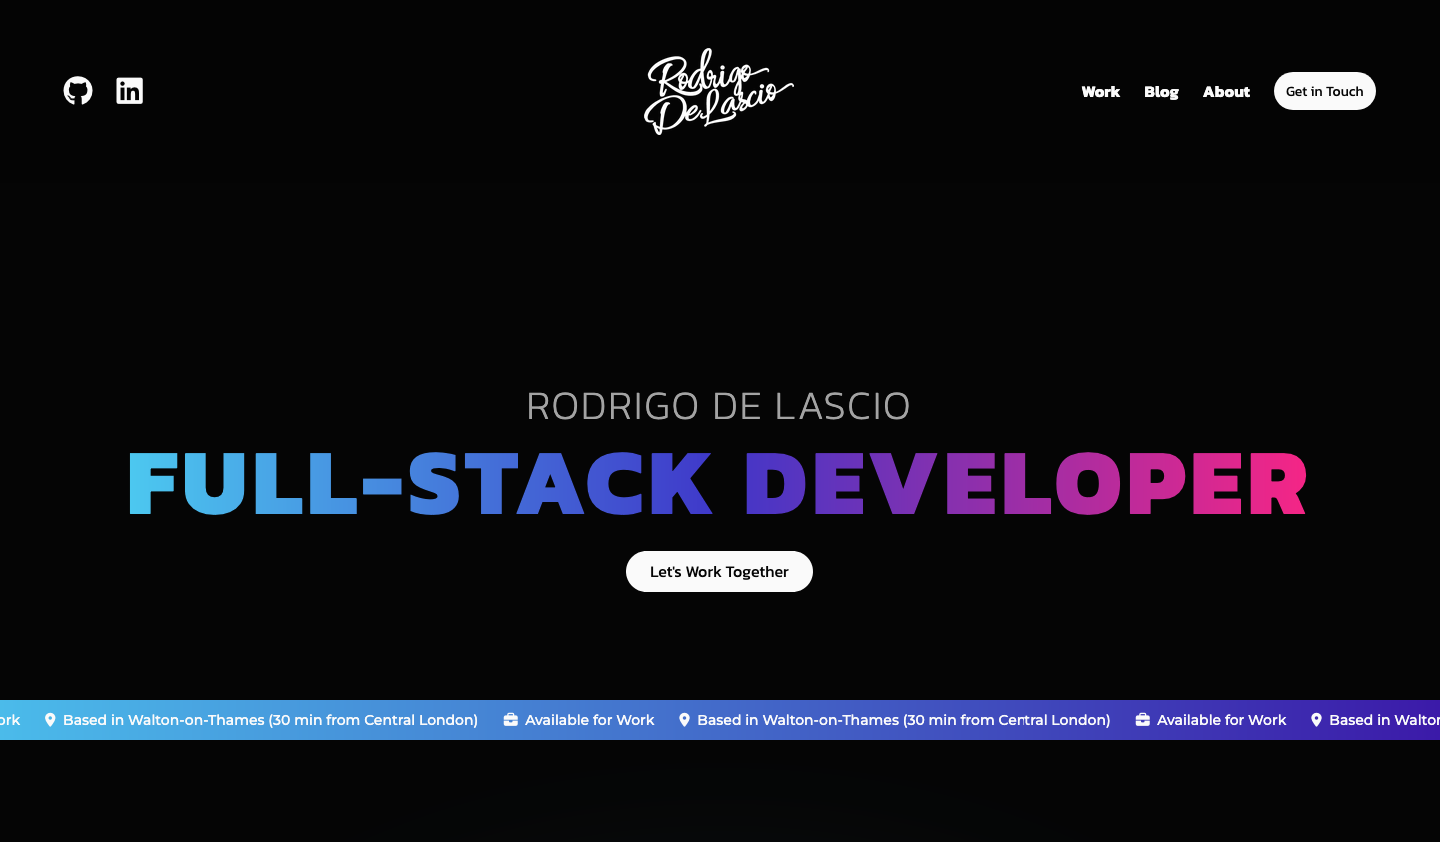 Rodrigo
De Lascio
Work Blog About Get in Touch
RODRIGO DE LASCIO
FULL-STACK DEVELOPER
Let's Work Together
ork Based in Walton-on-Thames (30 min from Central London) Available for Work Based in Walton-on-Thames (30 min from Central London) Available for Work Based in Walton